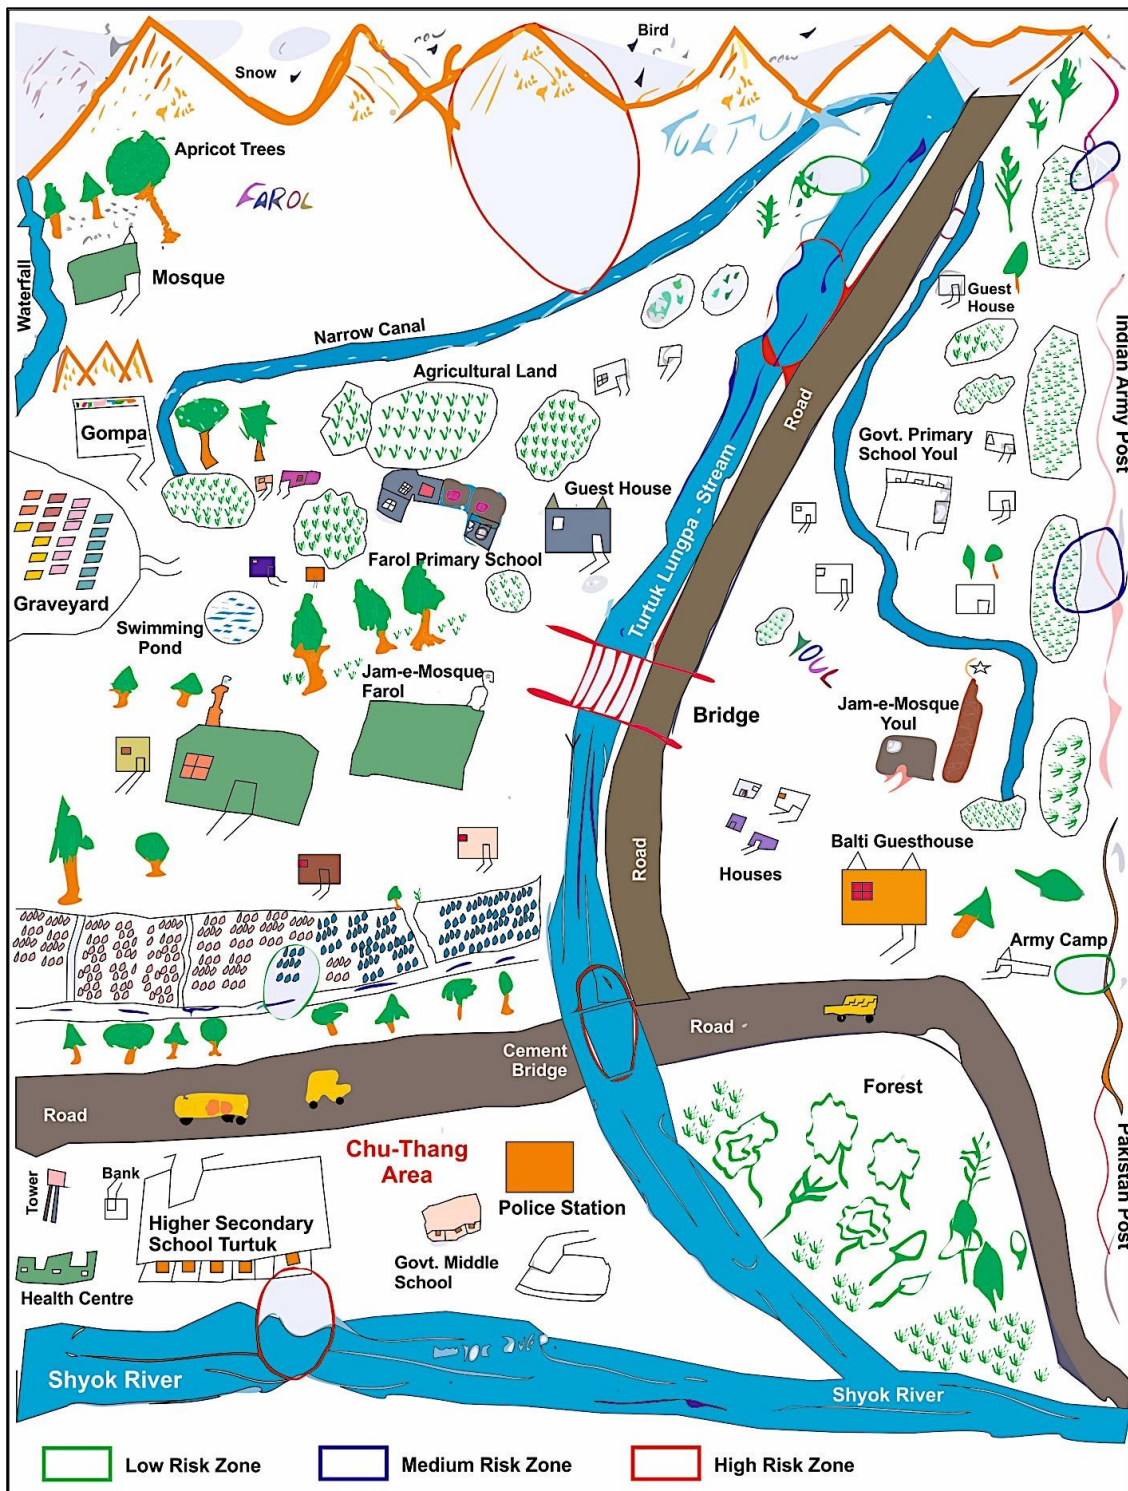 Bird
Snow
TURTUK
Apricot Trees
FAROL
Mosque
Waterfall
Narrow Canal
Guest
House
Indian Army Post
Agricultural Land
Road
Gompa
Govt. Primary
School Youl
Turtuk Lungpa - Stream
Guest House
Farol Primary School
Graveyard
Swimming
Pond
YOUL
Jam-e-Mosque
Farol
Bridge
Jam-e-Mosque
Youl
Road
Houses
Balti Guesthouse
Army Camp
Road
Cement
Bridge
Road
Forest
Pakistan Post
Chu-Thang
Area
Tower
Bank
Police Station
Higher Secondary
School Turtuk
Govt. Middle
School
Health Centre
Shyok River
Shyok River
Low Risk Zone
Medium Risk Zone
High Risk Zone